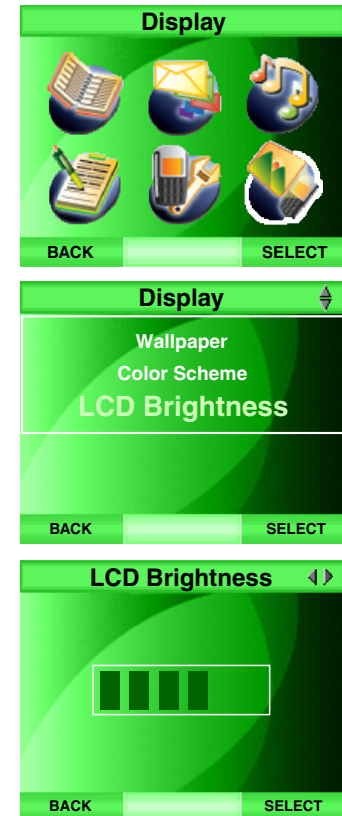 Display
BACK SELECT
Display
Wallpaper
Color Scheme
LCD Brightness
BACK SELECT
LCD Brightness
BACK SELECT